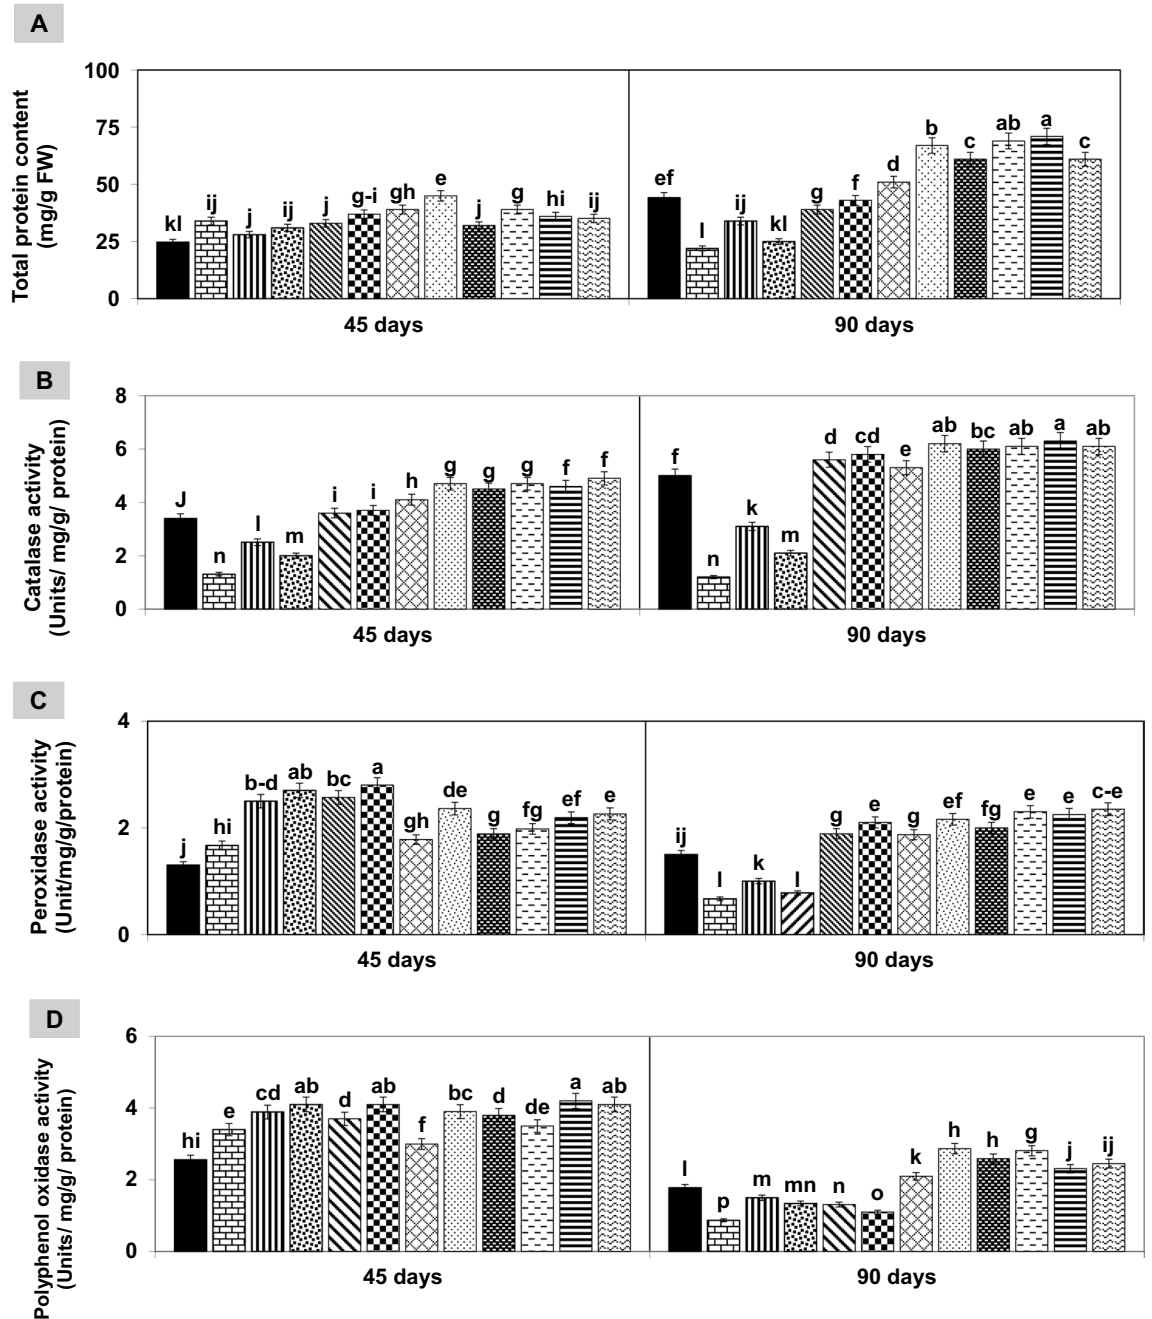 A
Total protein content
(mg/g FW)
100
75
50
25
0
kl ij j ij j g-i gh e j g hi ij
ef l ij kl g f d b c ab a c
45 days 90 days
B
Catalase activity
(Units/ mg/g/ protein)
8
6
4
2
0
J n l m i i h g g g f f
f n k m d cd e ab bc ab a ab
45 days 90 days
C
Peroxidase activity
(Unit/mg/g/protein)
4
2
0
j hi b-d ab bc a gh de g fg ef e
ij l k l g e g ef fg e e c-e
45 days 90 days
D
Polyphenol oxidase activity
(Units/ mg/g/ protein)
6
4
2
0
hi e cd ab d ab f bc d de a ab
l p m mn n o k h h g j ij
45 days 90 days